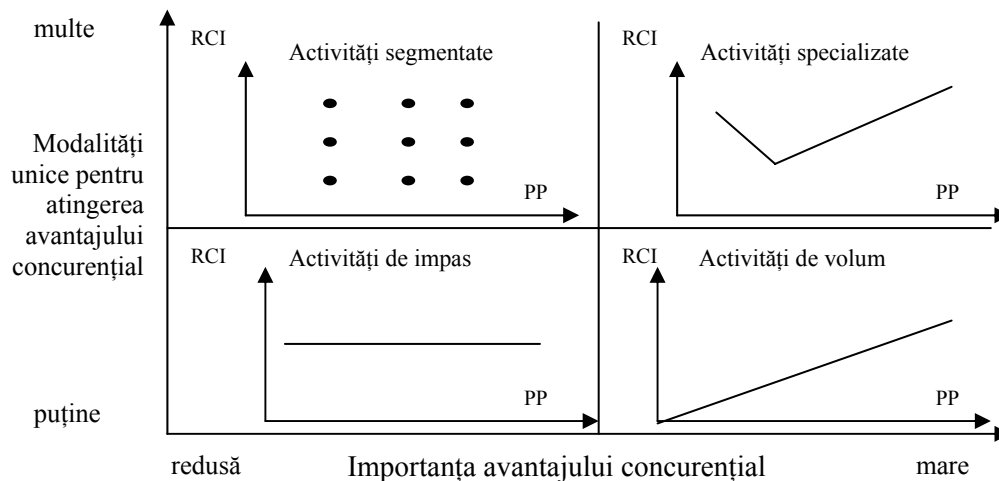 multe
RCI
Activități segmentate
RCI
Activități specializate
Modalități
unice pentru
atingerea
avantajului
concurențial
PP
PP
RCI
Activități de impas
RCI
Activități de volum
PP
PP
puține
redusă
Importanța avantajului concurențial
mare